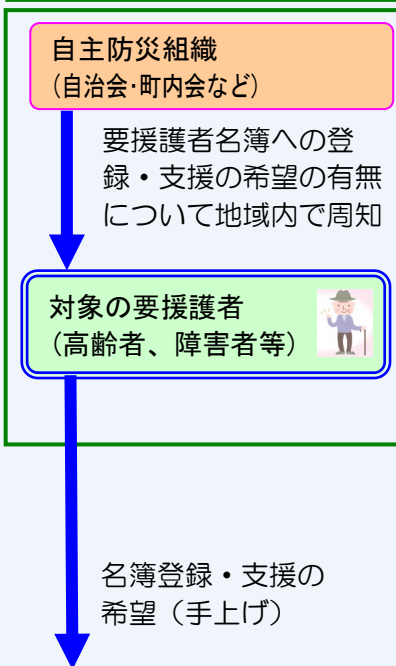 自主防災組織
(自治会･町内会など)
要援護者名簿への登
録・支援の希望の有無
について地域内で周知
対象の要援護者
(高齢者、障害者等)
名簿登録・支援の
希望（手上げ）